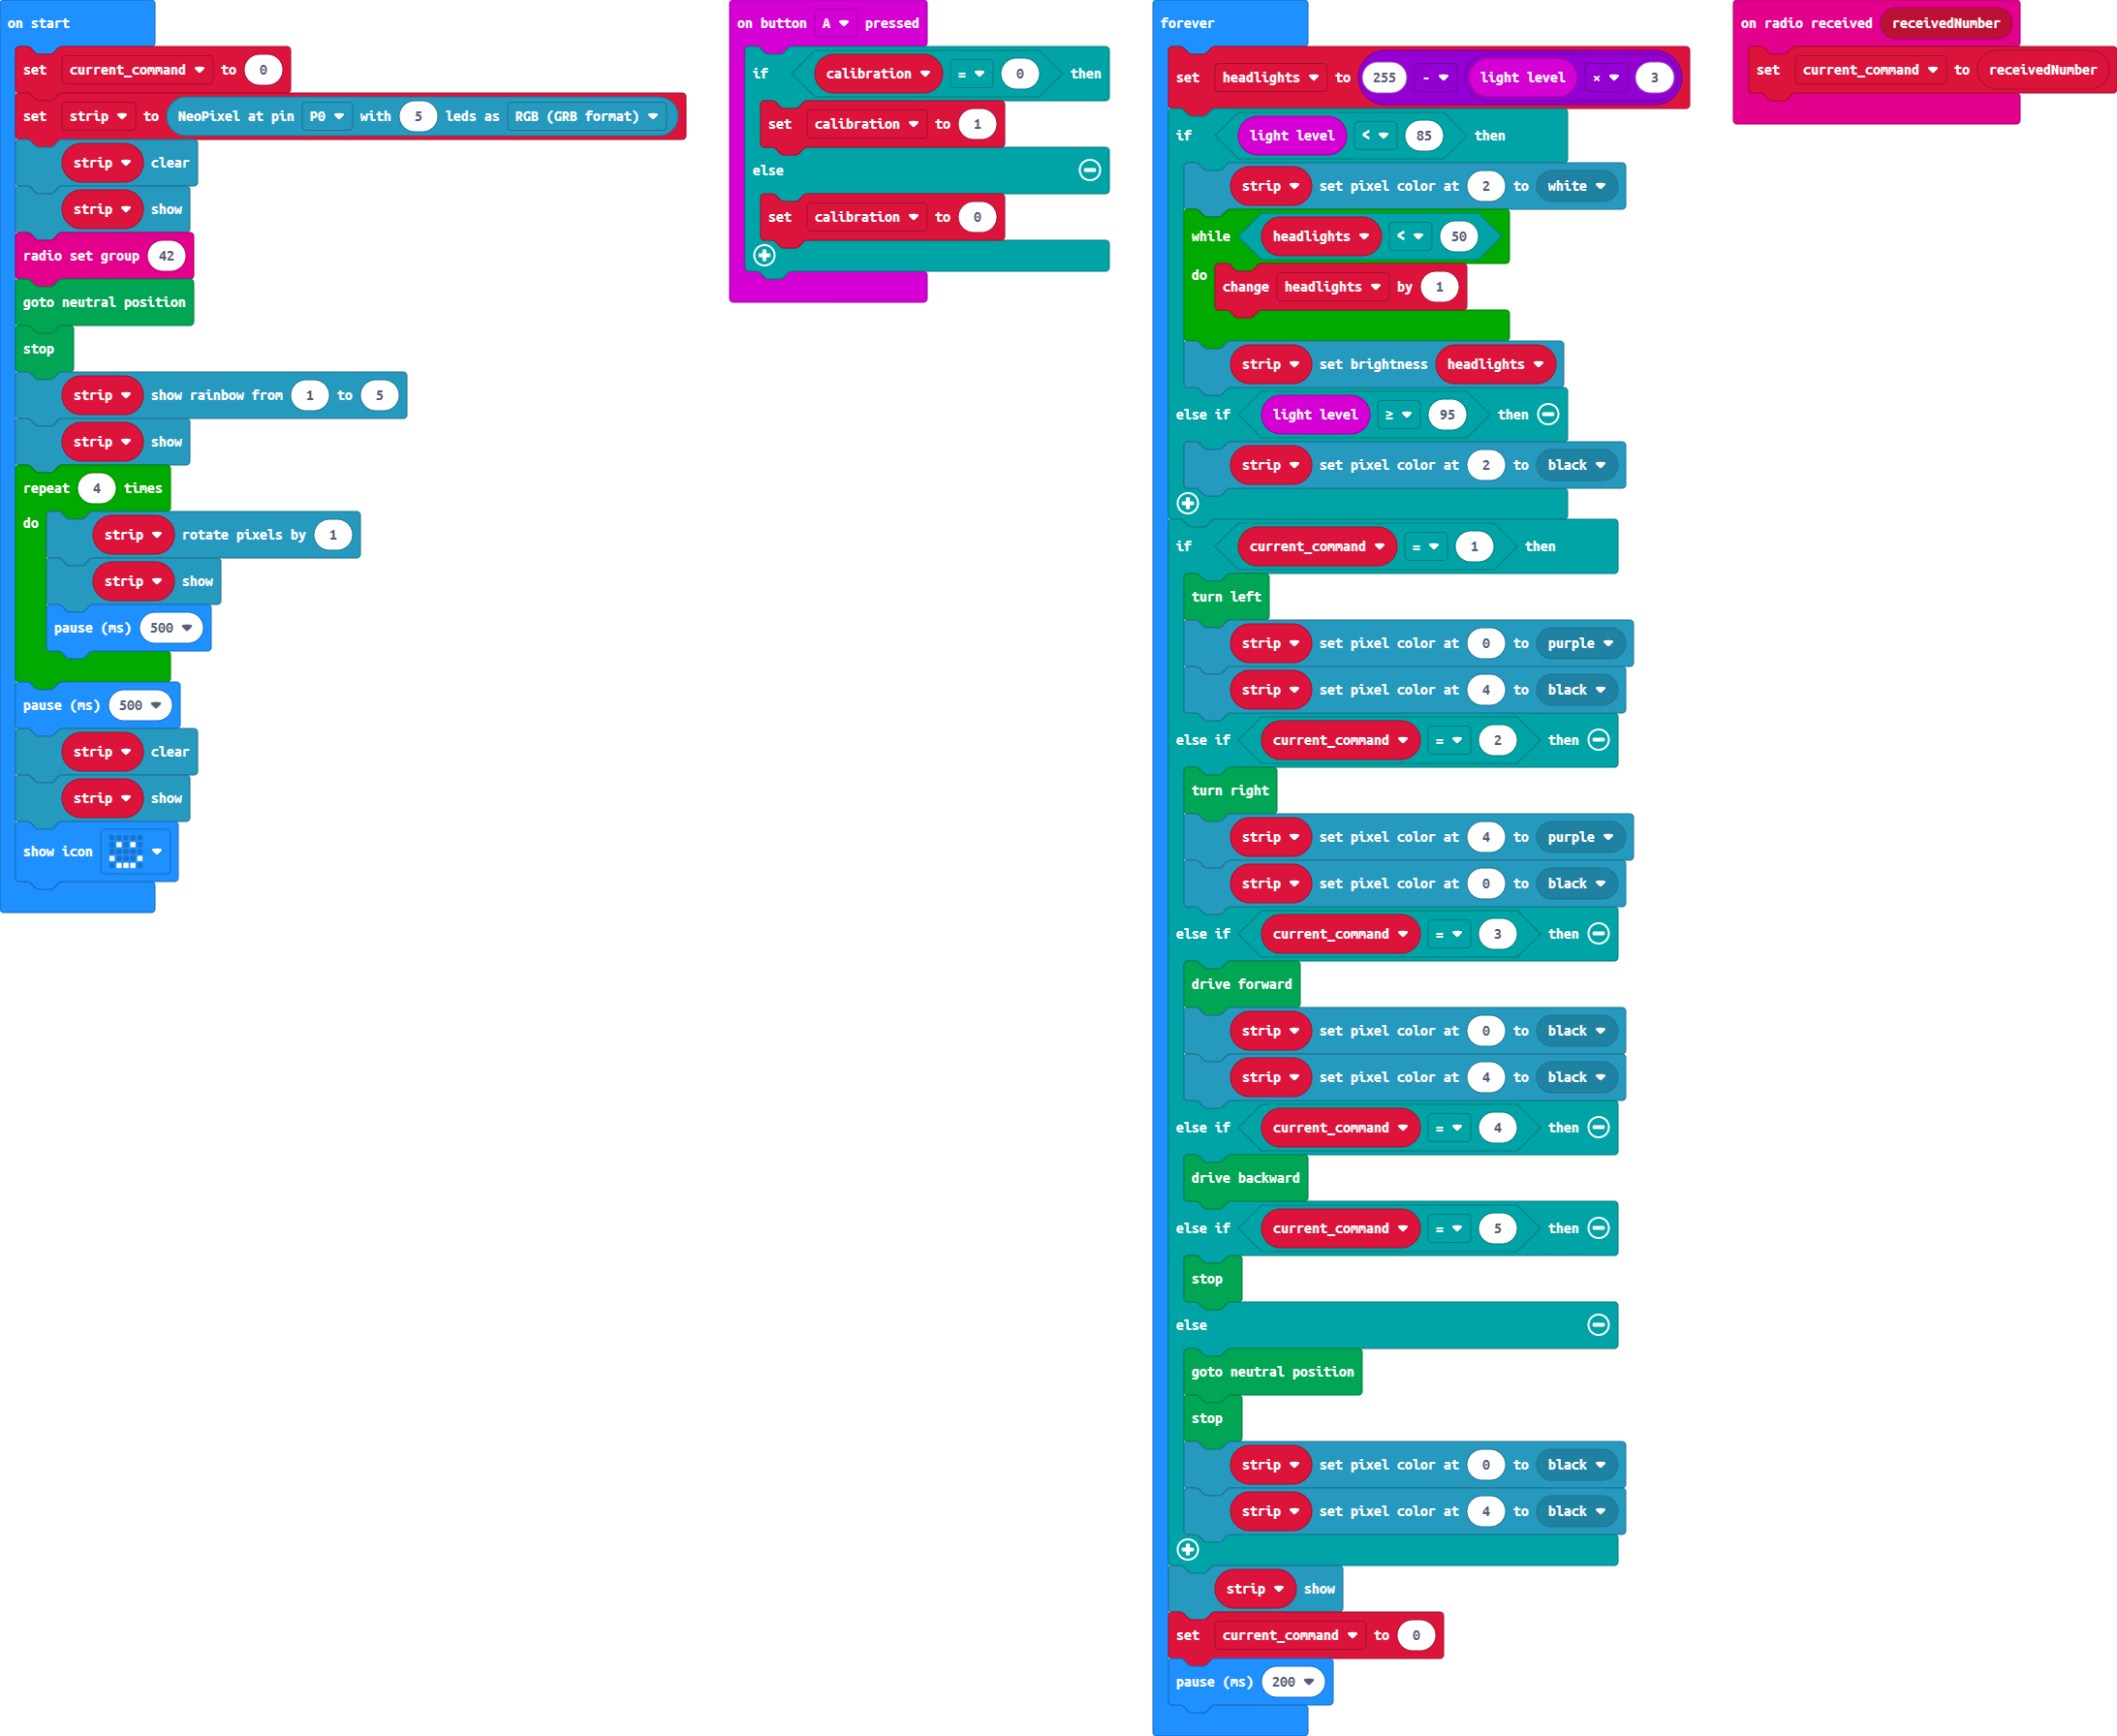 on start
set current_command to 0
set strip to NeoPixel at pin P0 with 5 leds as RGB (GRB format)
strip clear
strip show
radio set group 42
goto neutral position
stop
strip show rainbow from 1 to 5
strip show
repeat 4 times
do
strip rotate pixels by 1
strip show
pause (ms) 500
pause (ms) 500
strip clear
strip show
show icon
on button A pressed
if calibration = 0 then
set calibration to 1
else
set calibration to 0
forever
set headlights to 255 - light level × 3
if light level < 85 then
strip set pixel color at 2 to white
while headlights < 50
do
change headlights by 1
strip set brightness headlights
else if light level ≥ 95 then
strip set pixel color at 2 to black
if current_command = 1 then
turn left
strip set pixel color at 0 to purple
strip set pixel color at 4 to black
else if current_command = 2 then
turn right
strip set pixel color at 4 to purple
strip set pixel color at 0 to black
else if current_command = 3 then
drive forward
strip set pixel color at 0 to black
strip set pixel color at 4 to black
else if current_command = 4 then
drive backward
else if current_command = 5 then
stop
else
goto neutral position
stop
strip set pixel color at 0 to black
strip set pixel color at 4 to black
strip show
set current_command to 0
pause (ms) 200
on radio received receivedNumber
set current_command to receivedNumber